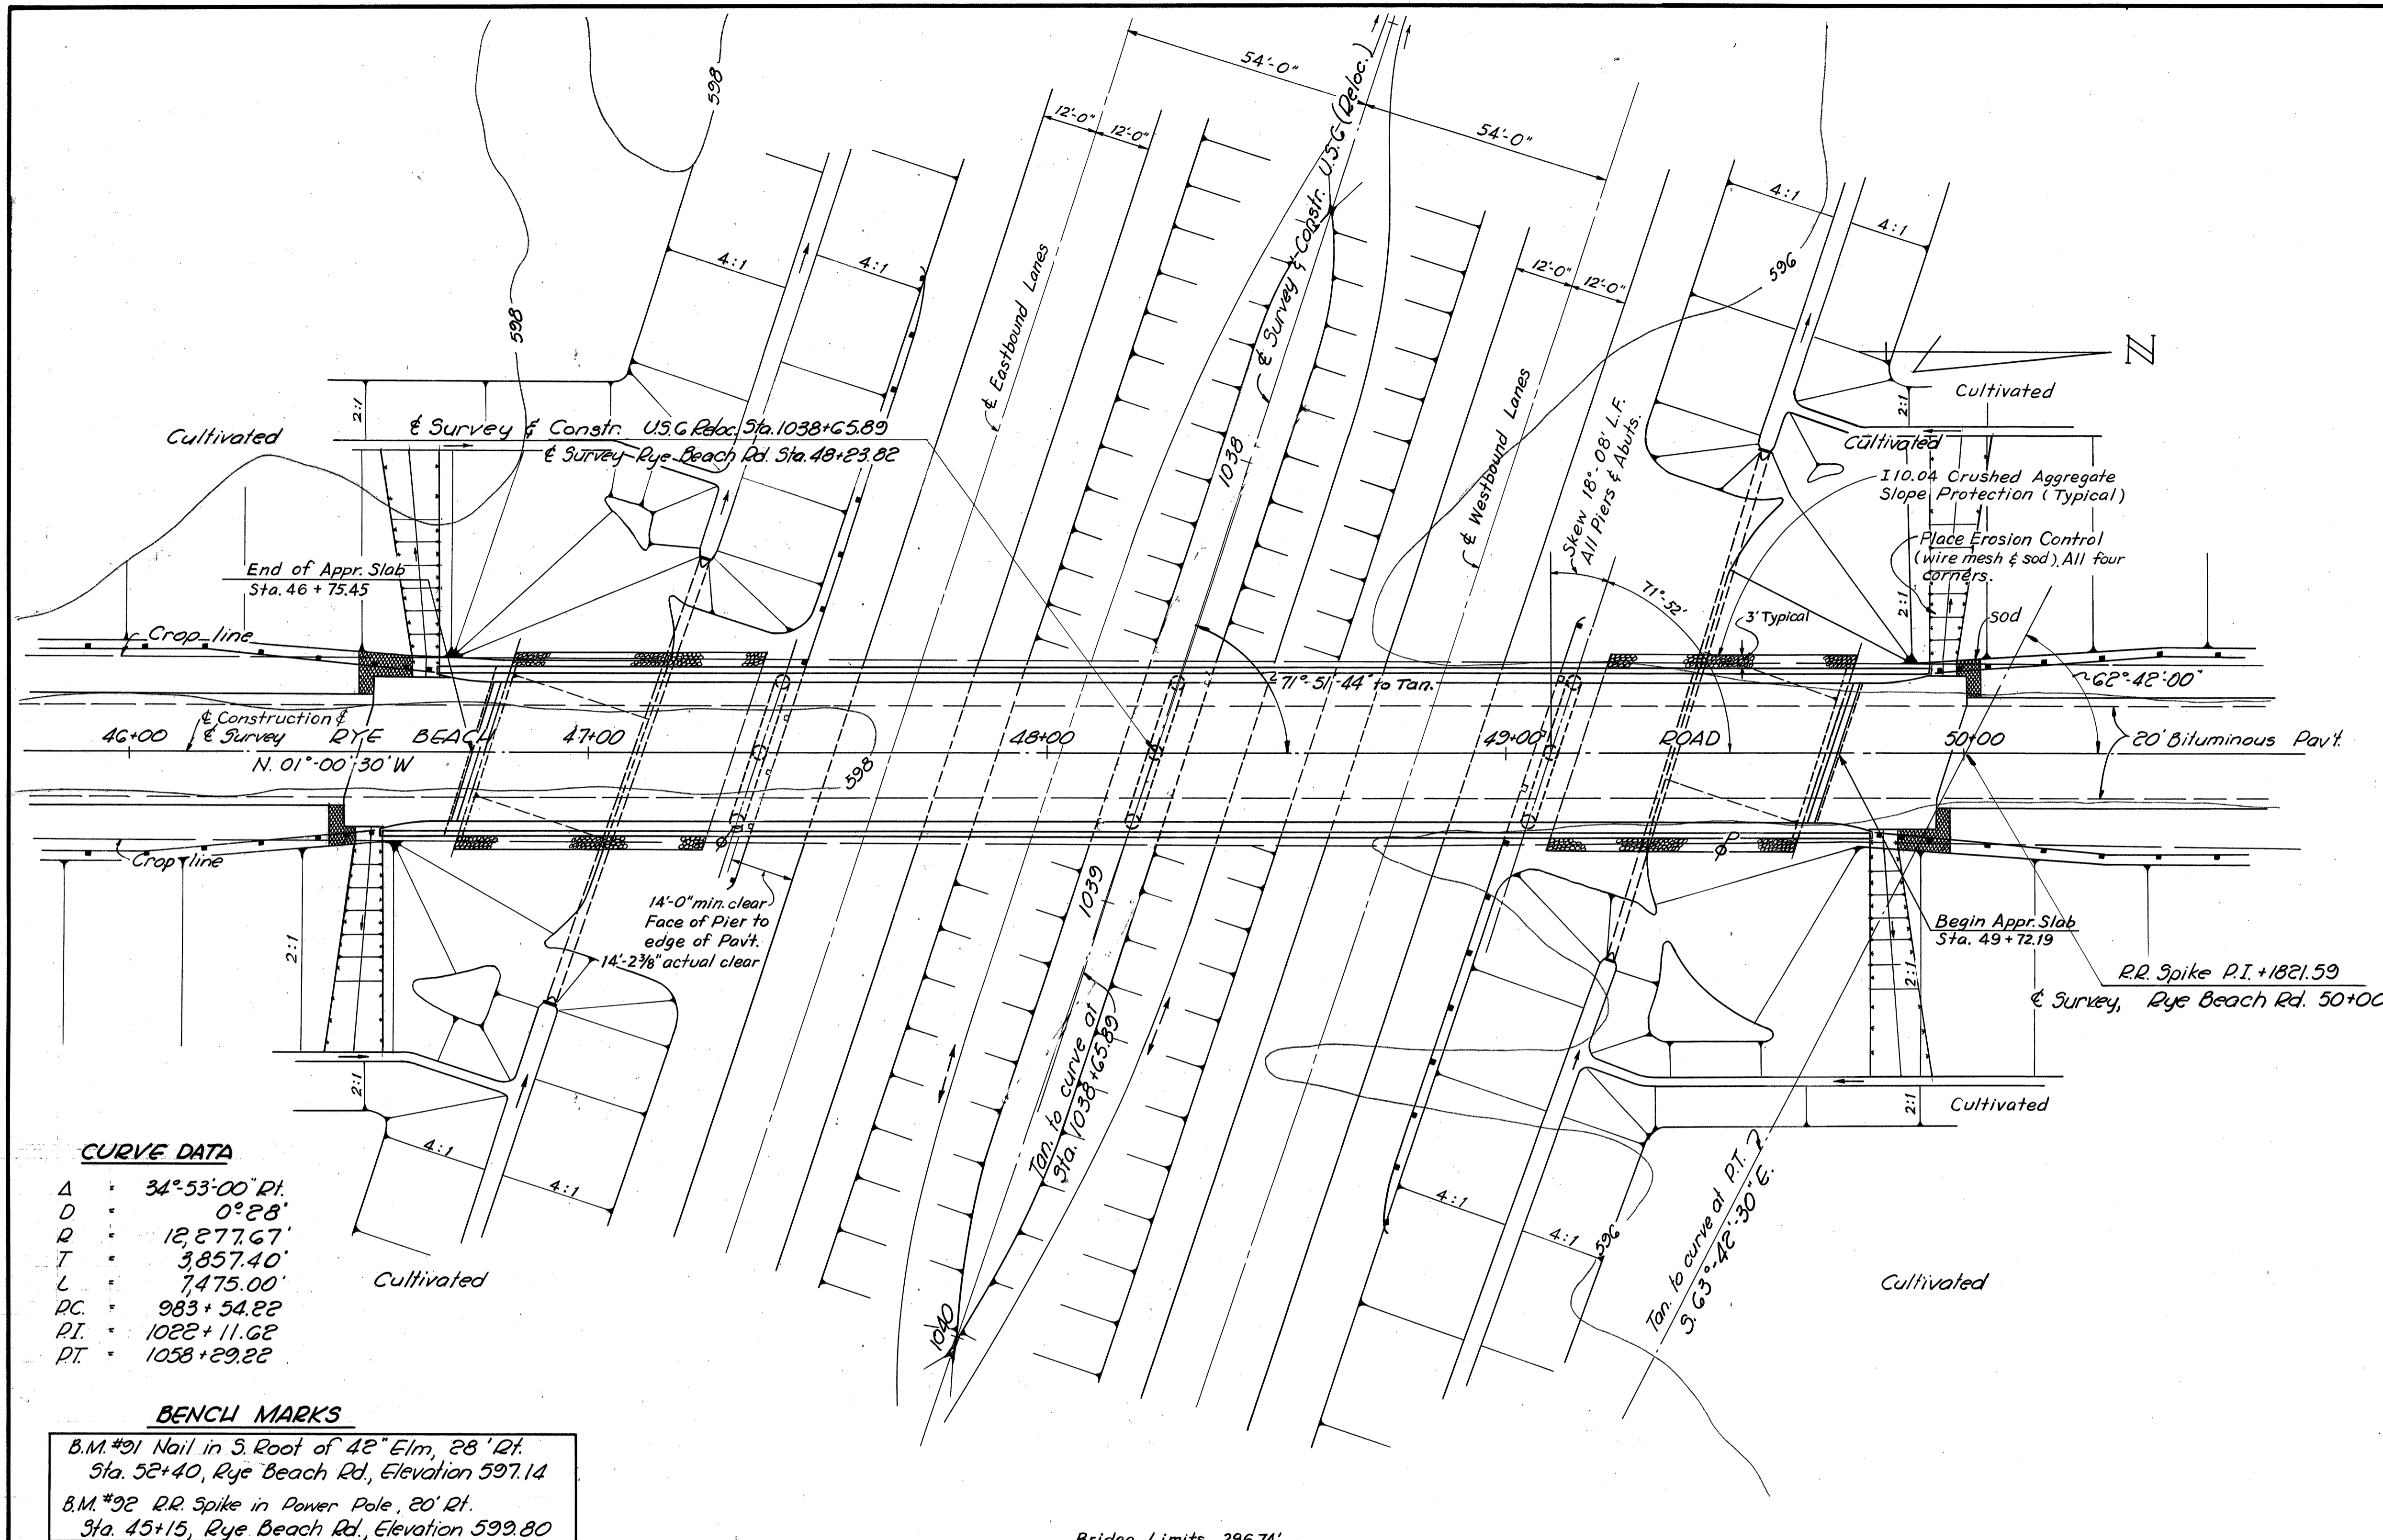 54'-0"
54'-0"
12'-0"
12'-0"
598
598
℄ Survey & Constr. U.S.6 (Reloc.)
4:1
4:1
4:1
4:1
℄ Eastbound Lanes
12'-0"
12'-0"
596
N
Cultivated
2:1
Cultivated
2:1
℄ Survey & Constr. U.S.6 Reloc. Sta. 1038+65.89
℄ Survey Rye Beach Rd. Sta. 48+23.82
1038
℄ Westbound Lanes
Skew 18°-08' L.F.
All Piers & Abuts.
Cultivated
I10.04 Crushed Aggregate
Slope Protection (Typical)
Place Erosion Control
(wire mesh & sod). All four
corners.
End of Appr. Slab
Sta. 46 + 75.45
71°-52'
2:1
3' Typical
sod
Crop line
71°-51'-44" to Tan.
62°-42'-00"
46+00
℄ Construction &
℄ Survey
RYE BEACH
47+00
48+00
49+00
ROAD
50+00
20' Bituminous Pav't.
N. 01°-00'-30" W
598
Crop line
P
14'-0" min. clear
Face of Pier to
edge of Pav't.
14'-2⅜" actual clear
1039
2:1
2:1
Begin Appr. Slab
Sta. 49+72.19
R.R. Spike P.I. +1821.59
℄ Survey, Rye Beach Rd. 50+00
Tan. to curve at
Sta. 1038+65.89
2:1
2:1
Cultivated
4:1
4:1
4:1
4:1
596
Tan. to curve at P.T.
S. 63°-42'-30" E.
Cultivated
Cultivated
1040
CURVE DATA
Δ = 34°-53'-00" Rt.
D = 0°28'
R = 12,277.67'
T = 3,857.40'
L = 7,475.00'
P.C. = 983+54.22
P.I. = 1022+11.62
P.T. = 1058+29.22
BENCH MARKS
B.M. #91 Nail in S. Root of 42" Elm, 28' Rt.
Sta. 52+40, Rye Beach Rd., Elevation 597.14
B.M. #92 R.R. Spike in Power Pole, 20' Rt.
Sta. 45+15, Rye Beach Rd., Elevation 599.80
Bridge Limits 296.74'